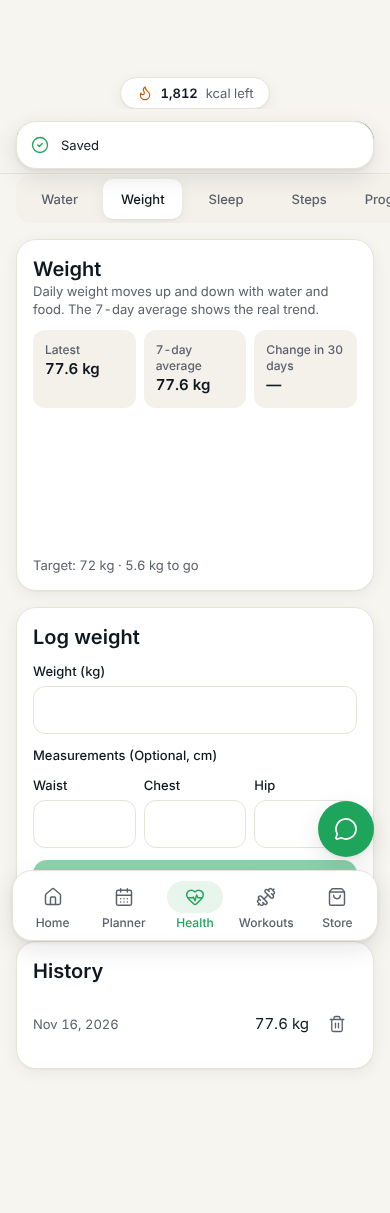 1,812 kcal left
Saved
Water Weight Sleep Steps Prog
Weight
Daily weight moves up and down with water and
food. The 7-day average shows the real trend.
Latest
77.6 kg
7-day
average
77.6 kg
Change in 30
days
—
Target: 72 kg · 5.6 kg to go
Log weight
Weight (kg)
Measurements (Optional, cm)
Waist Chest Hip
Home Planner Health Workouts Store
History
Nov 16, 2026 77.6 kg